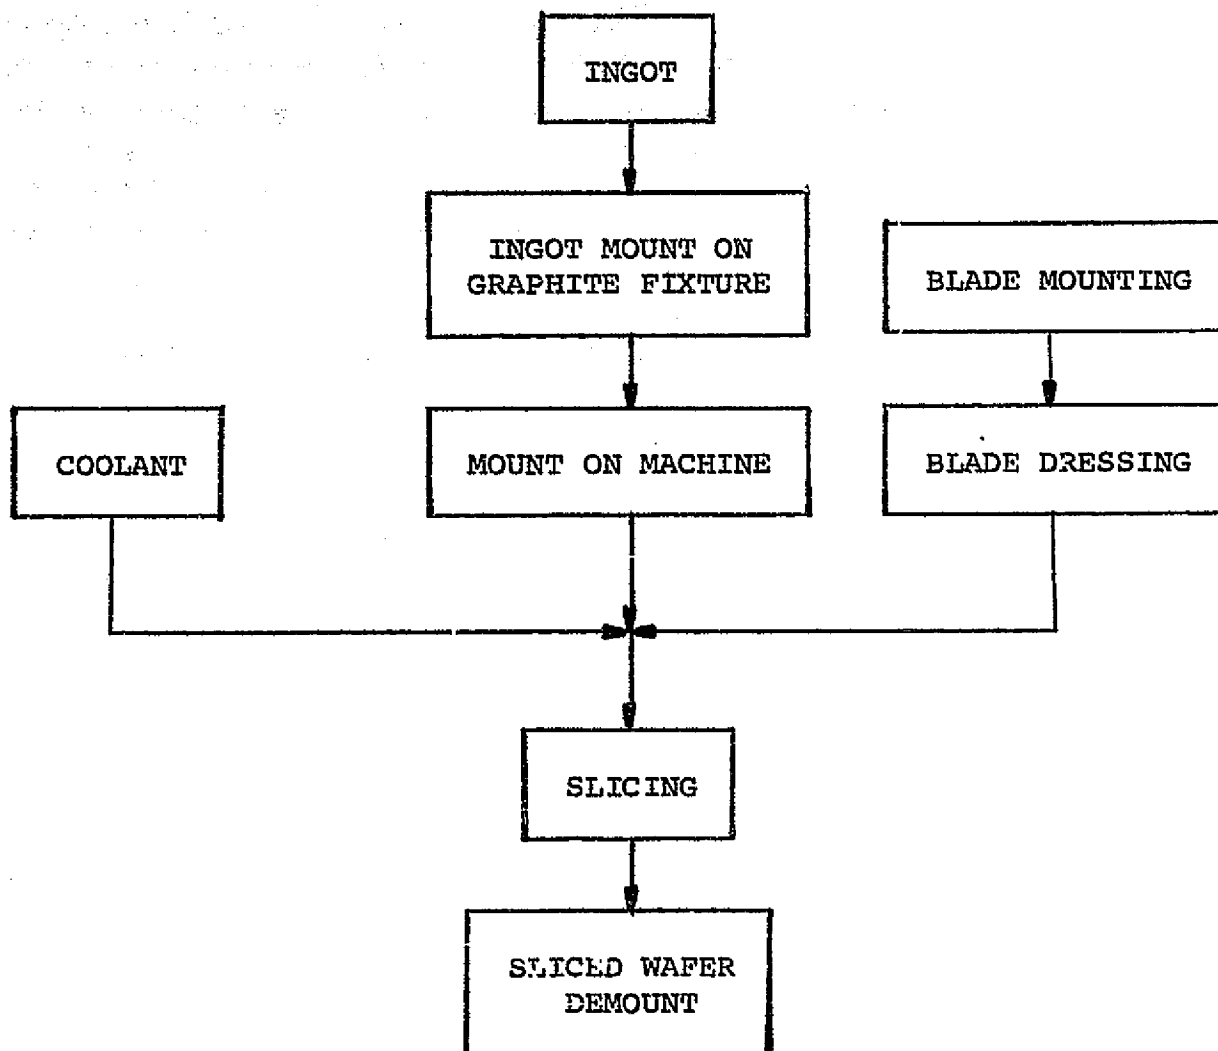 INGOT
INGOT MOUNT ON
GRAPHITE FIXTURE
BLADE MOUNTING
COOLANT
MOUNT ON MACHINE
BLADE DRESSING
SLICING
SLICED WAFER
DEMOUNT